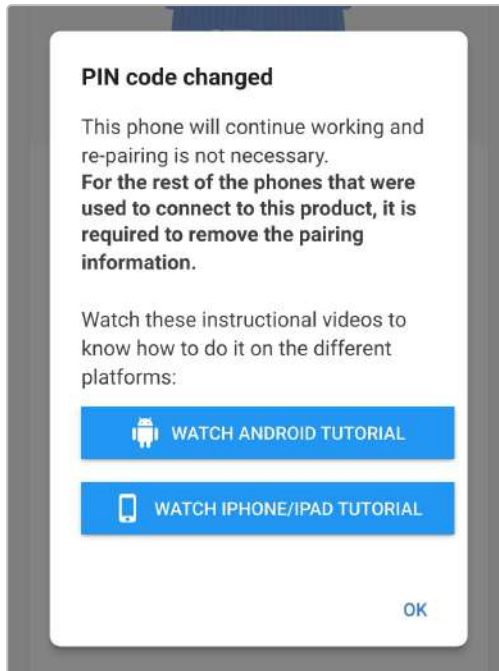 PIN code changed
This phone will continue working and
re-pairing is not necessary.
For the rest of the phones that were
used to connect to this product, it is
required to remove the pairing
information.
Watch these instructional videos to
know how to do it on the different
platforms:
WATCH ANDROID TUTORIAL
WATCH IPHONE/IPAD TUTORIAL
OK